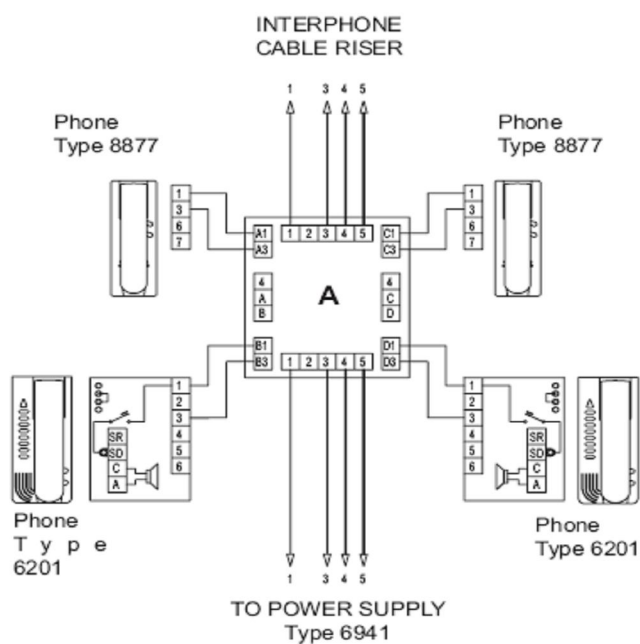 INTERPHONE
CABLE RISER
1 3 4 5
Phone
Type 8877
Phone
Type 8877
1
3
6
7
1
3
6
7
A1
A3
1 2 3 4 5
C1
C3
4
A
B
A
4
C
D
B1
B3
1 2 3 4 5
D1
D3
1
2
3
4
5
6
SR
SD
C
A
1
2
3
4
5
6
SR
SD
C
A
Phone
T y p e
6201
Phone
Type 6201
1 3 4 5
TO POWER SUPPLY
Type 6941